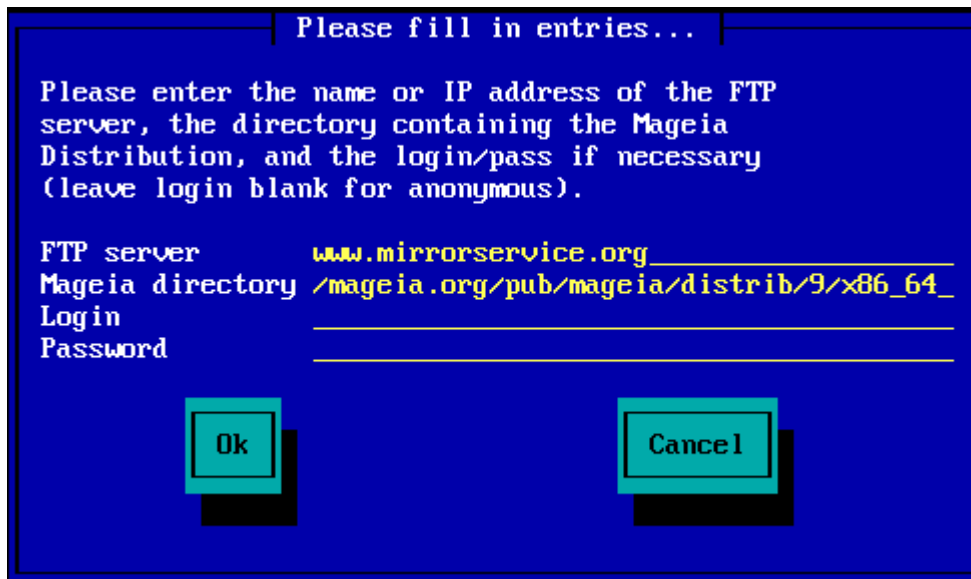 Please fill in entries...
Please enter the name or IP address of the FTP
server, the directory containing the Mageia
Distribution, and the login/pass if necessary
(leave login blank for anonymous).
FTP server www.mirrorservice.org
Mageia directory /mageia.org/pub/mageia/distrib/9/x86_64_
Login
Password
Ok Cancel